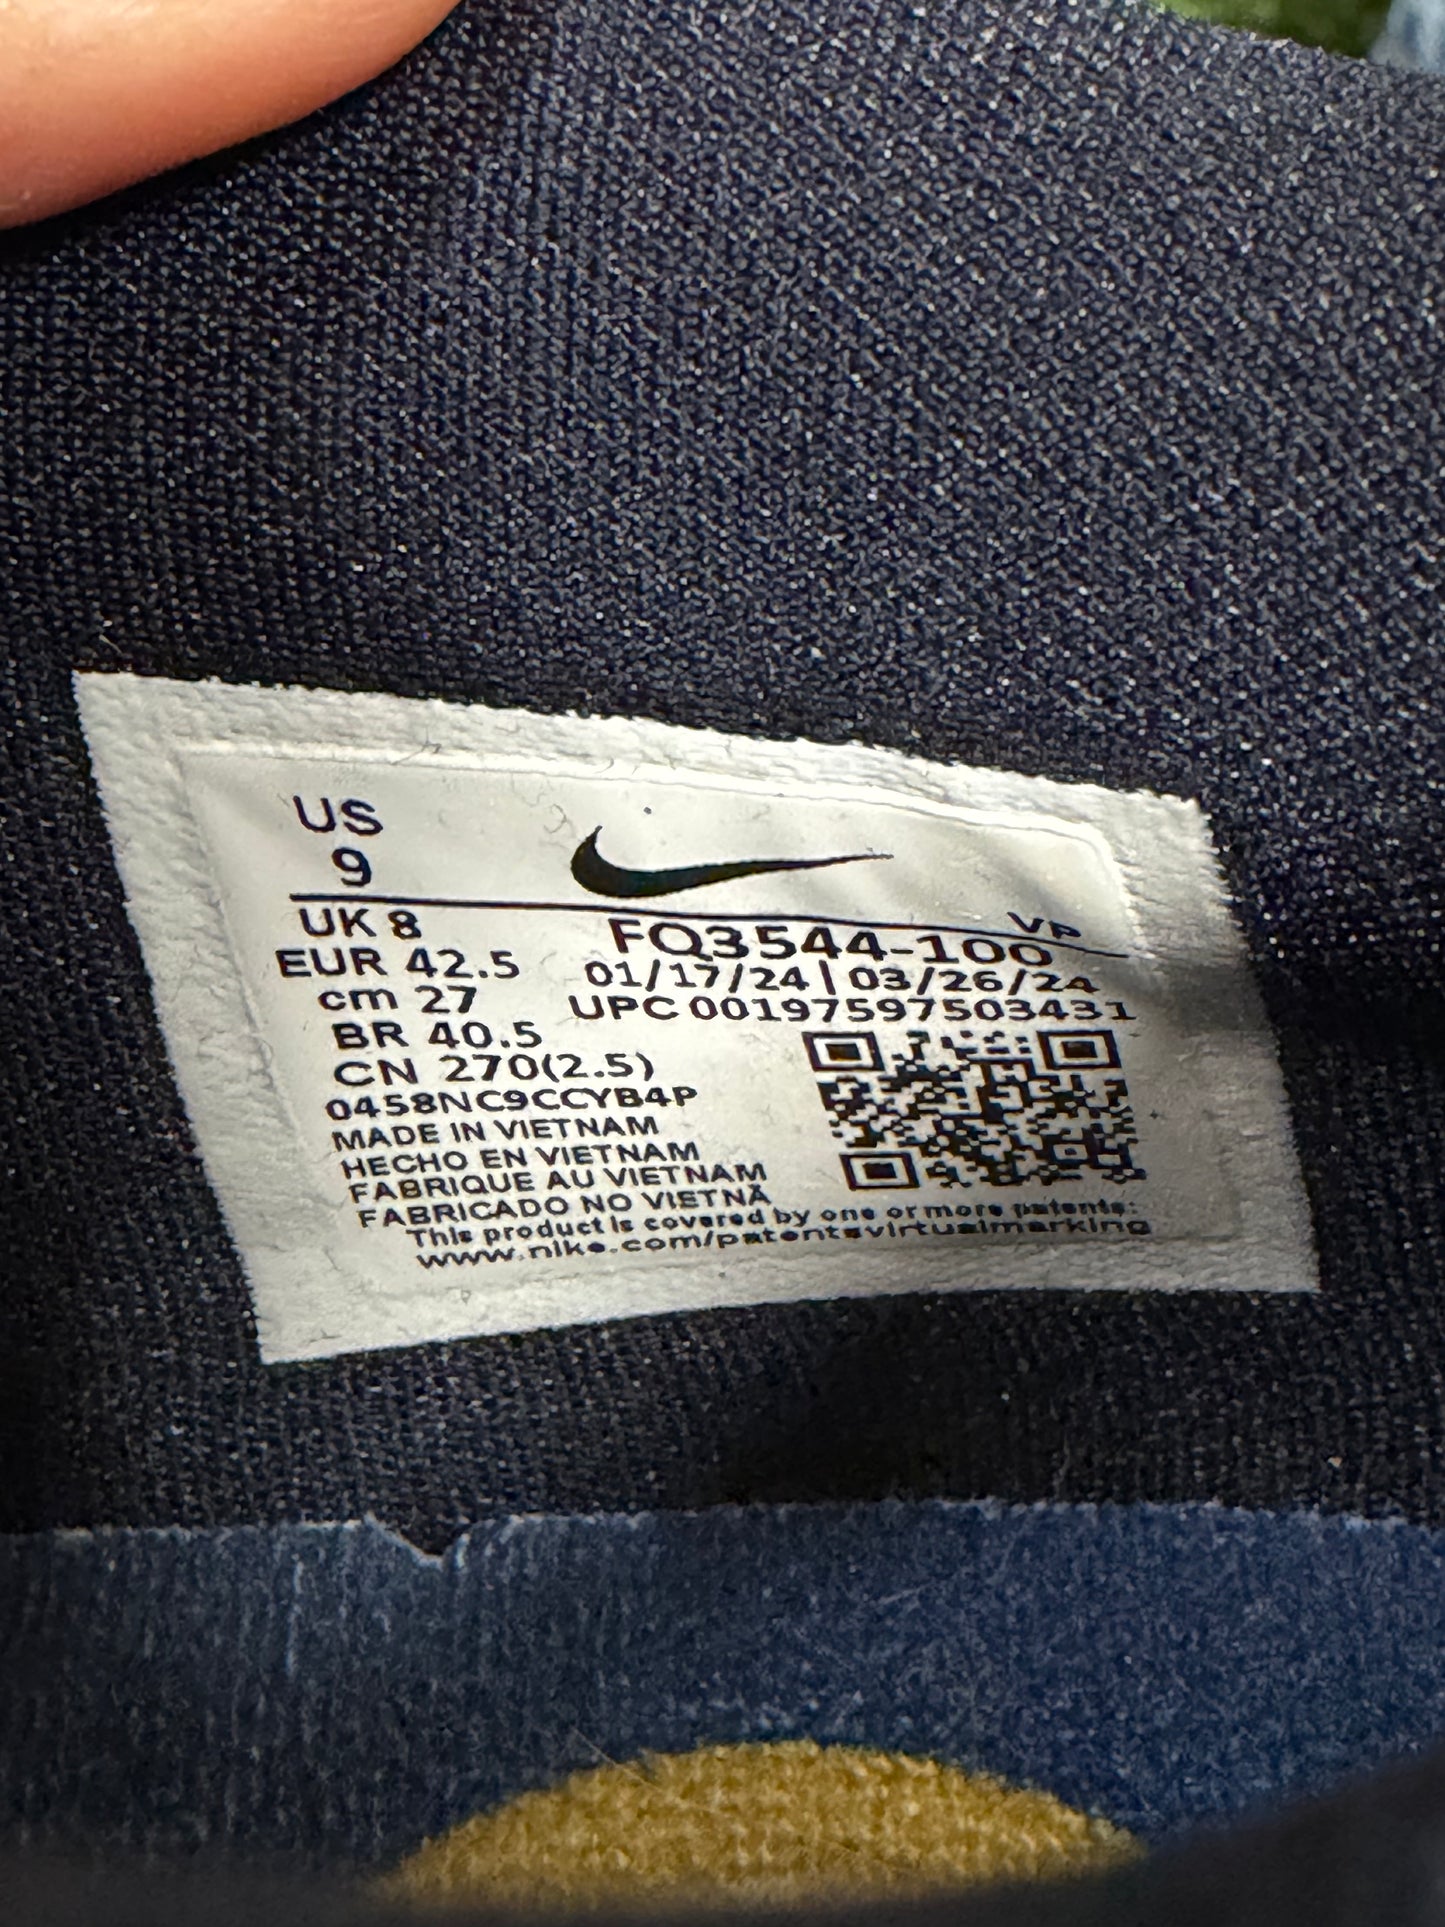 US
9
VP
UK 8
FQ3544-100
EUR 42.5
01/17/24 | 03/26/24
cm 27
UPC 00197597503431
BR 40.5
CN 270(2.5)
0458NC9CCYB4P
MADE IN VIETNAM
HECHO EN VIETNAM
FABRIQUE AU VIETNAM
FABRICADO NO VIETNÃ
This product is covered by one or more patents:
www.nike.com/patentsvirtualmarking